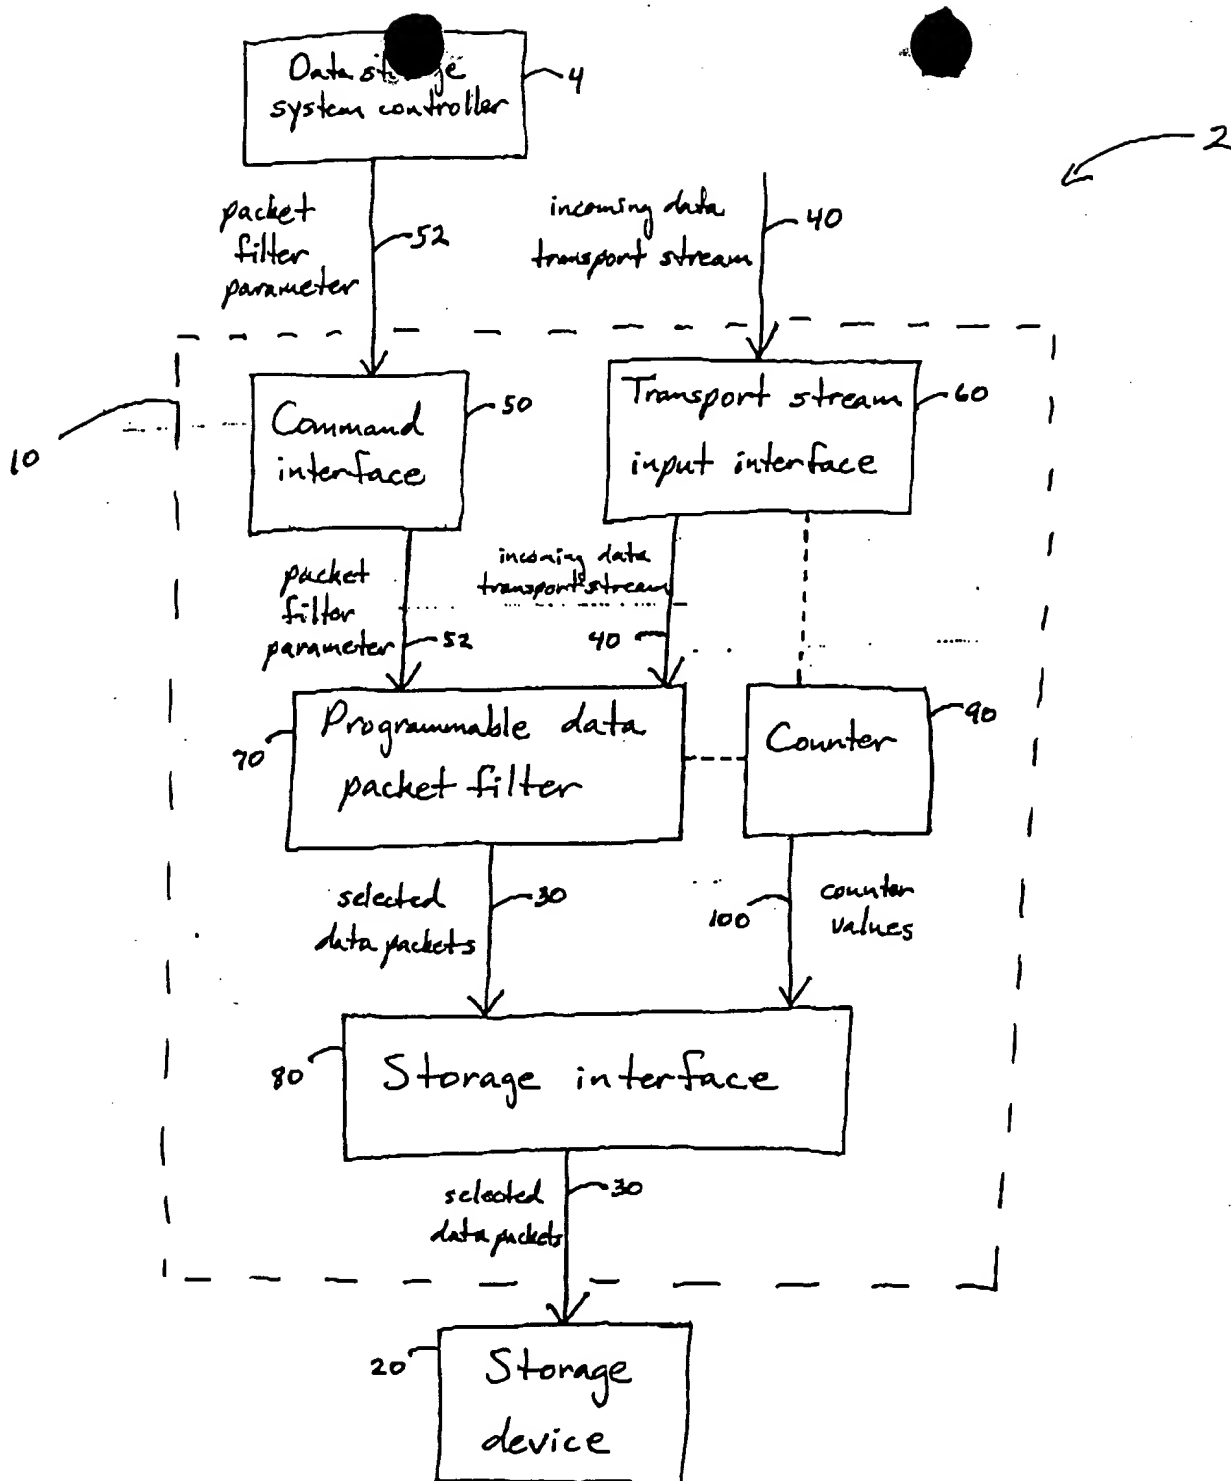 Data
system controller
4
2
packet
filter
parameter
52
incoming data
transport stream
40
10
Command
interface
50
Transport stream
input interface
60
packet
filter
parameter
52
incoming data
transport stream
40
Programmable data
packet filter
70
Counter
90
selected
data packets
30
100
counter
values
Storage interface
80
selected
data packets
30
Storage
device
20